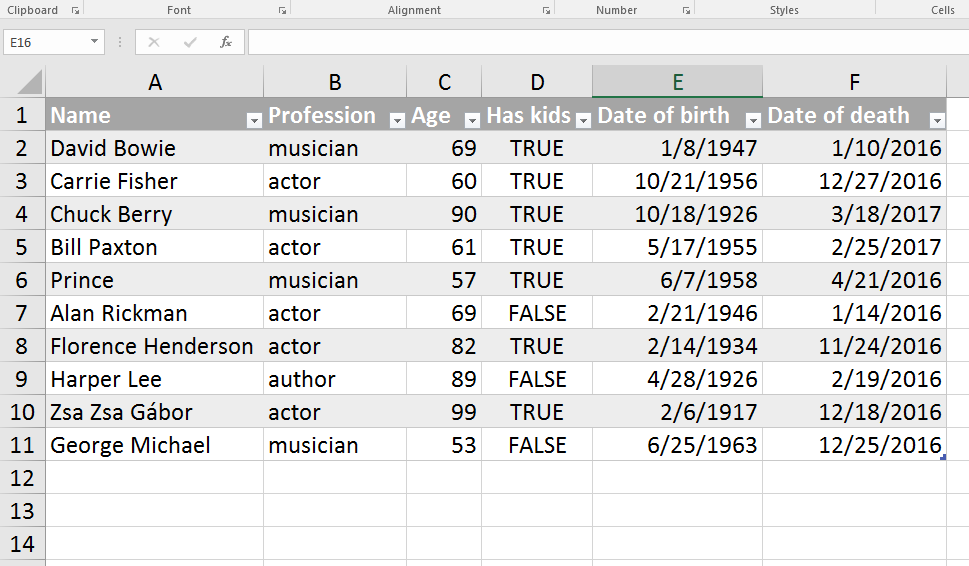 Clipboard Font Alignment Number Styles Cells
E16 fx
A B C D E F
1 Name Profession Age Has kids Date of birth Date of death
2 David Bowie musician 69 TRUE 1/8/1947 1/10/2016
3 Carrie Fisher actor 60 TRUE 10/21/1956 12/27/2016
4 Chuck Berry musician 90 TRUE 10/18/1926 3/18/2017
5 Bill Paxton actor 61 TRUE 5/17/1955 2/25/2017
6 Prince musician 57 TRUE 6/7/1958 4/21/2016
7 Alan Rickman actor 69 FALSE 2/21/1946 1/14/2016
8 Florence Henderson actor 82 TRUE 2/14/1934 11/24/2016
9 Harper Lee author 89 FALSE 4/28/1926 2/19/2016
10 Zsa Zsa Gábor actor 99 TRUE 2/6/1917 12/18/2016
11 George Michael musician 53 FALSE 6/25/1963 12/25/2016
12
13
14